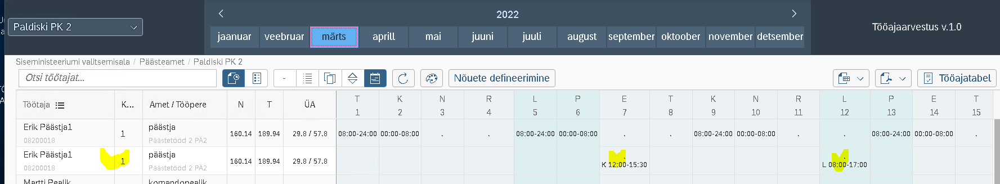 2022
Paldiski PK 2
jaanuar veebruar märts aprill mai juuni juuli august september oktoober november detsember
Tööajaarvestus v.1.0
Siseministeeriumi valitsemisala / Päästeamet / Paldiski PK 2
Otsi töötajat...
-
Nõuete defineerimine
Tööajatabel
Töötaja K... Amet / Tööpere N T ÜA T K N R L P E T K N R L P E T
1 2 3 4 5 6 7 8 9 10 11 12 13 14 15
Erik Päästja1 1 päästja 160.14 189.94 29.8 / 57.8 08:00-24:00 00:00-08:00 . . 08:00-24:00 00:00-08:00 . . 08:00-24:00 00:00-08:00 . . 08:00-24:00 00:00-08:00 .
08200018 Päästetööd 2 PÄ2
Erik Päästja1 1 päästja 160.14 189.94 29.8 / 57.8 . .
08200018 Päästetööd 2 PÄ2 K 12:00-15:30 L 08:00-17:00
Martti Pealik komandopealik